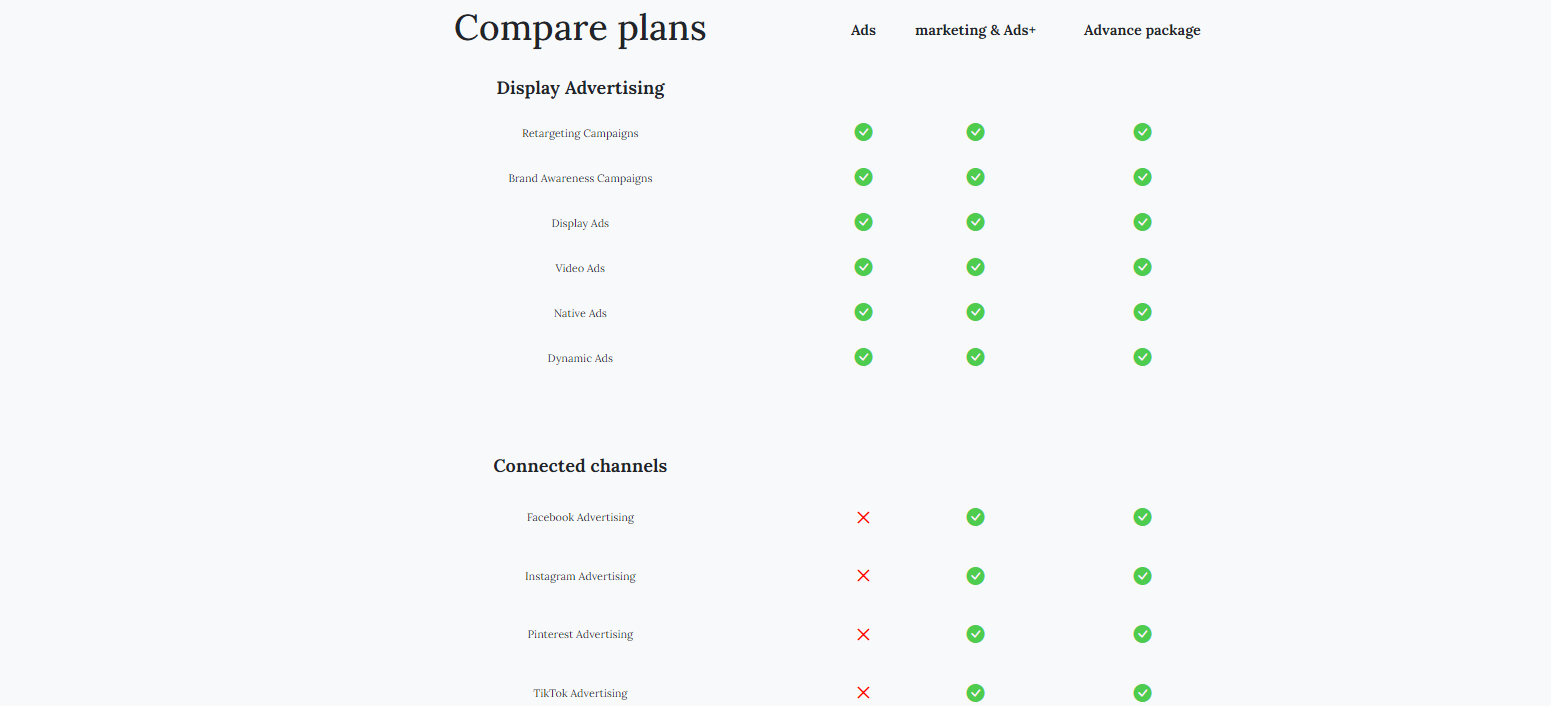 Compare plans Ads marketing & Ads+ Advance package
Display Advertising
Retargeting Campaigns
Brand Awareness Campaigns
Display Ads
Video Ads
Native Ads
Dynamic Ads
Connected channels
Facebook Advertising
Instagram Advertising
Pinterest Advertising
TikTok Advertising